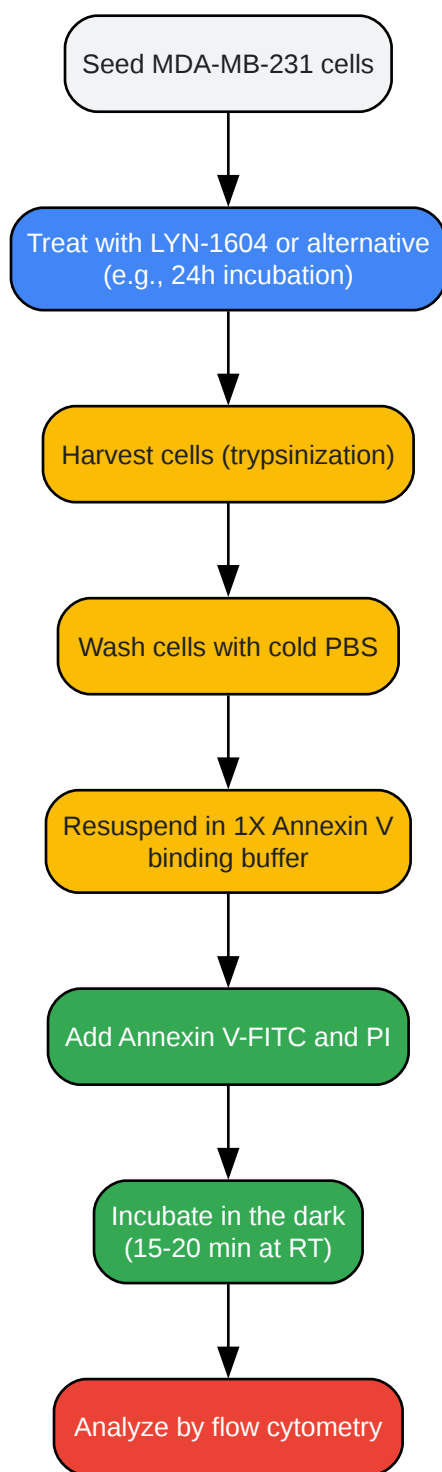 Seed MDA-MB-231 cells
Treat with LYN-1604 or alternative
(e.g., 24h incubation)
Harvest cells (trypsinization)
Wash cells with cold PBS
Resuspend in 1X Annexin V
binding buffer
Add Annexin V-FITC and PI
Incubate in the dark
(15-20 min at RT)
Analyze by flow cytometry